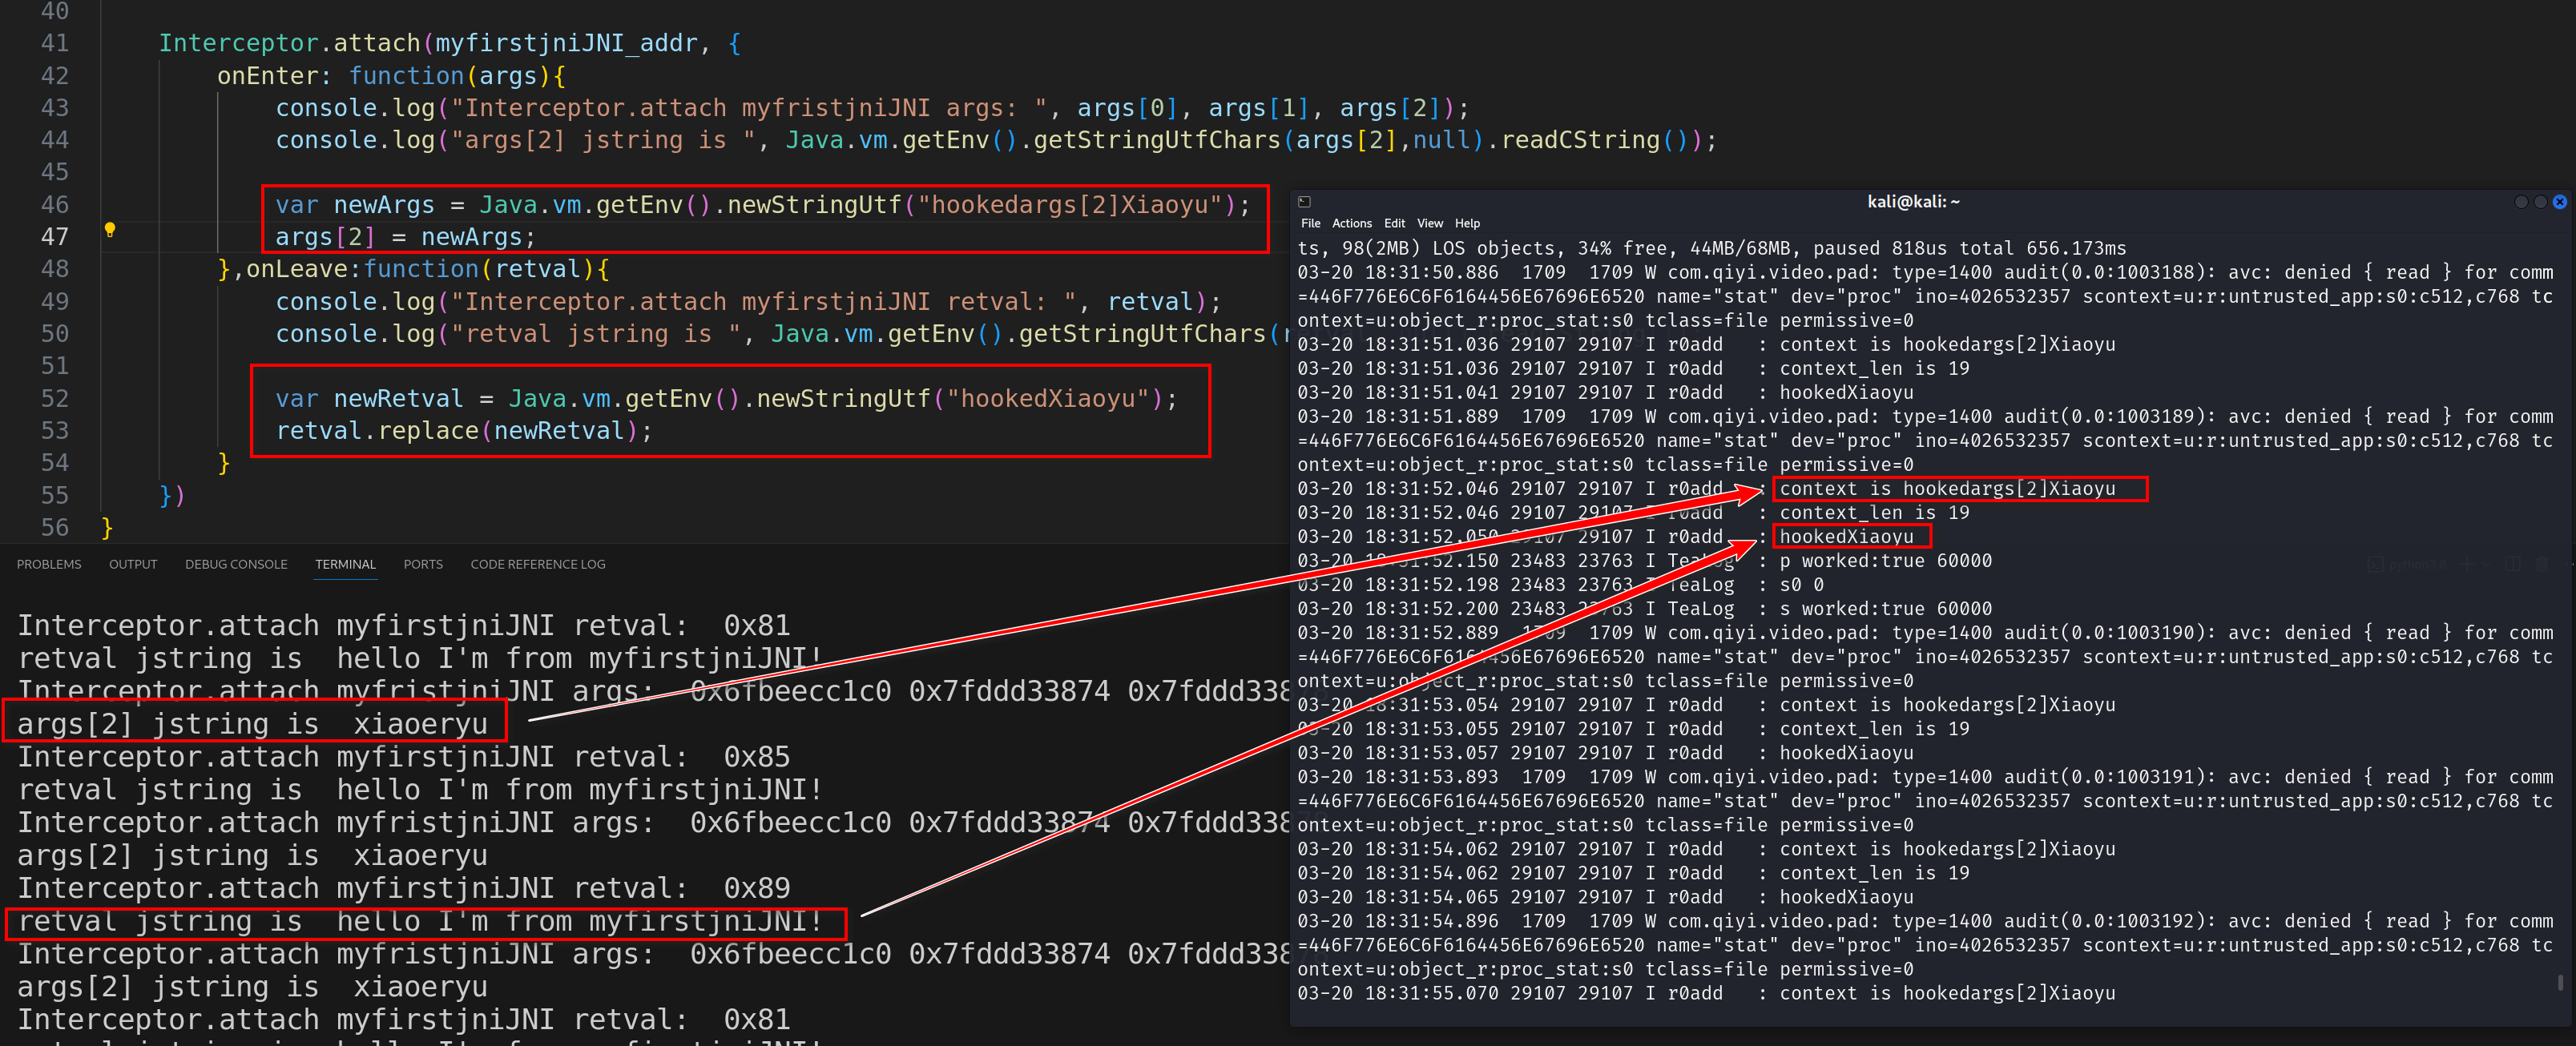 40
41 Interceptor.attach(myfirstjniJNI_addr, {
42 onEnter: function(args){
43 console.log("Interceptor.attach myfristjniJNI args: ", args[0], args[1], args[2]);
44 console.log("args[2] jstring is ", Java.vm.getEnv().getStringUtfChars(args[2],null).readCString());
45
46 var newArgs = Java.vm.getEnv().newStringUtf("hookedargs[2]Xiaoyu");
47 args[2] = newArgs;
48 },onLeave:function(retval){
49 console.log("Interceptor.attach myfirstjniJNI retval: ", retval);
50 console.log("retval jstring is ", Java.vm.getEnv().getStringUtfChars(
51
52 var newRetval = Java.vm.getEnv().newStringUtf("hookedXiaoyu");
53 retval.replace(newRetval);
54 }
55 })
56 }
PROBLEMS OUTPUT DEBUG CONSOLE TERMINAL PORTS CODE REFERENCE LOG
Interceptor.attach myfirstjniJNI retval: 0x81
retval jstring is hello I'm from myfirstjniJNI!
Interceptor.attach myfristjniJNI args: 0x6fbeecc1c0 0x7fddd33874 0x7fddd338
args[2] jstring is xiaoeryu
Interceptor.attach myfirstjniJNI retval: 0x85
retval jstring is hello I'm from myfirstjniJNI!
Interceptor.attach myfristjniJNI args: 0x6fbeecc1c0 0x7fddd33874 0x7fddd33878
args[2] jstring is xiaoeryu
Interceptor.attach myfirstjniJNI retval: 0x89
retval jstring is hello I'm from myfirstjniJNI!
Interceptor.attach myfristjniJNI args: 0x6fbeecc1c0 0x7fddd33874 0x7fddd33878
args[2] jstring is xiaoeryu
Interceptor.attach myfirstjniJNI retval: 0x81
retval jstring is hello I'm from myfirstjniJNI!
kali@kali: ~
File Actions Edit View Help
ts, 98(2MB) LOS objects, 34% free, 44MB/68MB, paused 818us total 656.173ms
03-20 18:31:50.886 1709 1709 W com.qiyi.video.pad: type=1400 audit(0.0:1003188): avc: denied { read } for comm
=446F776E6C6F6164456E67696E6520 name="stat" dev="proc" ino=4026532357 scontext=u:r:untrusted_app:s0:c512,c768 tc
ontext=u:object_r:proc_stat:s0 tclass=file permissive=0
03-20 18:31:51.036 29107 29107 I r0add : context is hookedargs[2]Xiaoyu
03-20 18:31:51.036 29107 29107 I r0add : context_len is 19
03-20 18:31:51.041 29107 29107 I r0add : hookedXiaoyu
03-20 18:31:51.889 1709 1709 W com.qiyi.video.pad: type=1400 audit(0.0:1003189): avc: denied { read } for comm
=446F776E6C6F6164456E67696E6520 name="stat" dev="proc" ino=4026532357 scontext=u:r:untrusted_app:s0:c512,c768 tc
ontext=u:object_r:proc_stat:s0 tclass=file permissive=0
03-20 18:31:52.046 29107 29107 I r0add : context is hookedargs[2]Xiaoyu
03-20 18:31:52.046 29107 29107 I r0add : context_len is 19
03-20 18:31:52.050 29107 29107 I r0add : hookedXiaoyu
03-20 18:31:52.150 23483 23763 I TeaLog : p worked:true 60000
03-20 18:31:52.198 23483 23763 I TeaLog : s0 0
03-20 18:31:52.200 23483 23763 I TeaLog : s worked:true 60000
03-20 18:31:52.889 1709 1709 W com.qiyi.video.pad: type=1400 audit(0.0:1003190): avc: denied { read } for comm
=446F776E6C6F6164456E67696E6520 name="stat" dev="proc" ino=4026532357 scontext=u:r:untrusted_app:s0:c512,c768 tc
ontext=u:object_r:proc_stat:s0 tclass=file permissive=0
03-20 18:31:53.054 29107 29107 I r0add : context is hookedargs[2]Xiaoyu
03-20 18:31:53.055 29107 29107 I r0add : context_len is 19
03-20 18:31:53.057 29107 29107 I r0add : hookedXiaoyu
03-20 18:31:53.893 1709 1709 W com.qiyi.video.pad: type=1400 audit(0.0:1003191): avc: denied { read } for comm
=446F776E6C6F6164456E67696E6520 name="stat" dev="proc" ino=4026532357 scontext=u:r:untrusted_app:s0:c512,c768 tc
ontext=u:object_r:proc_stat:s0 tclass=file permissive=0
03-20 18:31:54.062 29107 29107 I r0add : context is hookedargs[2]Xiaoyu
03-20 18:31:54.062 29107 29107 I r0add : context_len is 19
03-20 18:31:54.065 29107 29107 I r0add : hookedXiaoyu
03-20 18:31:54.896 1709 1709 W com.qiyi.video.pad: type=1400 audit(0.0:1003192): avc: denied { read } for comm
=446F776E6C6F6164456E67696E6520 name="stat" dev="proc" ino=4026532357 scontext=u:r:untrusted_app:s0:c512,c768 tc
ontext=u:object_r:proc_stat:s0 tclass=file permissive=0
03-20 18:31:55.070 29107 29107 I r0add : context is hookedargs[2]Xiaoyu